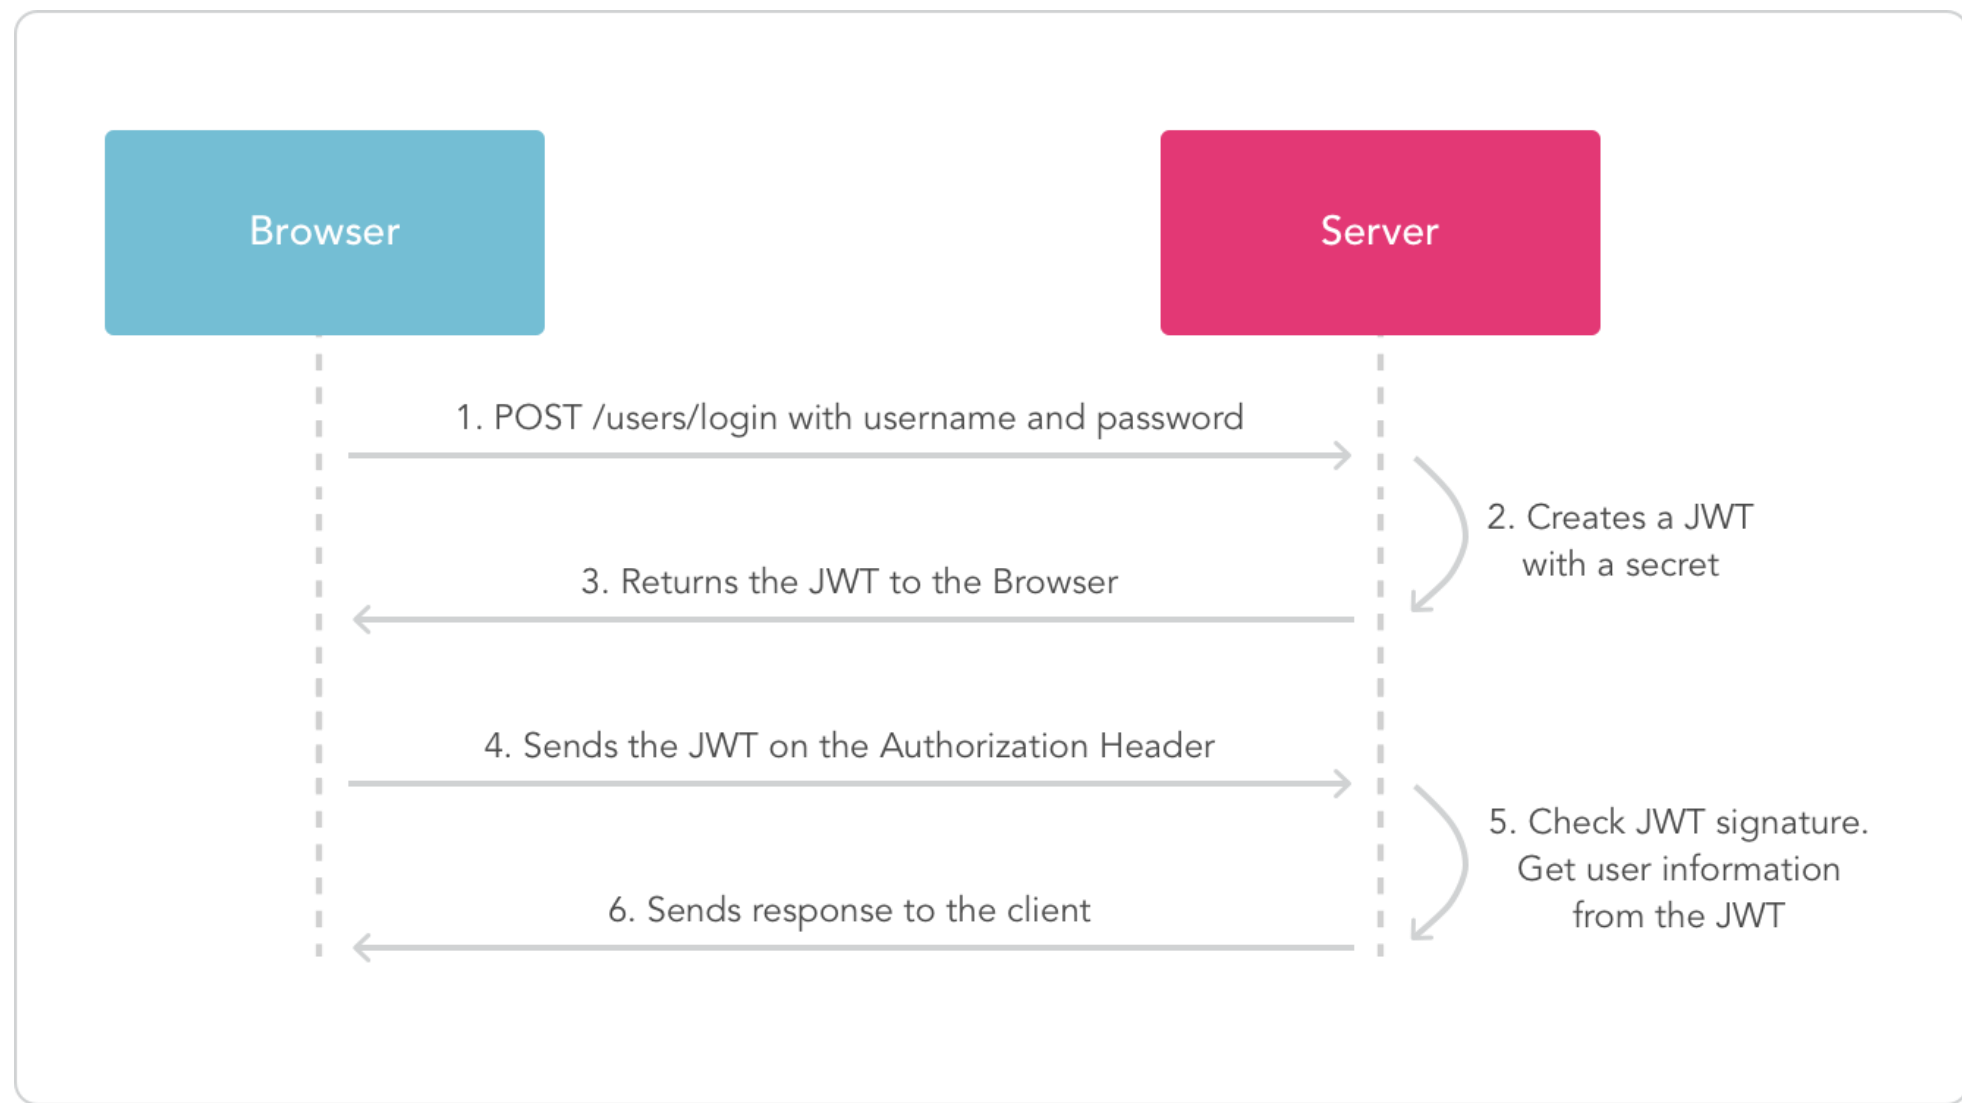 Browser
Server
1. POST /users/login with username and password
2. Creates a JWT
with a secret
3. Returns the JWT to the Browser
4. Sends the JWT on the Authorization Header
5. Check JWT signature.
Get user information
from the JWT
6. Sends response to the client